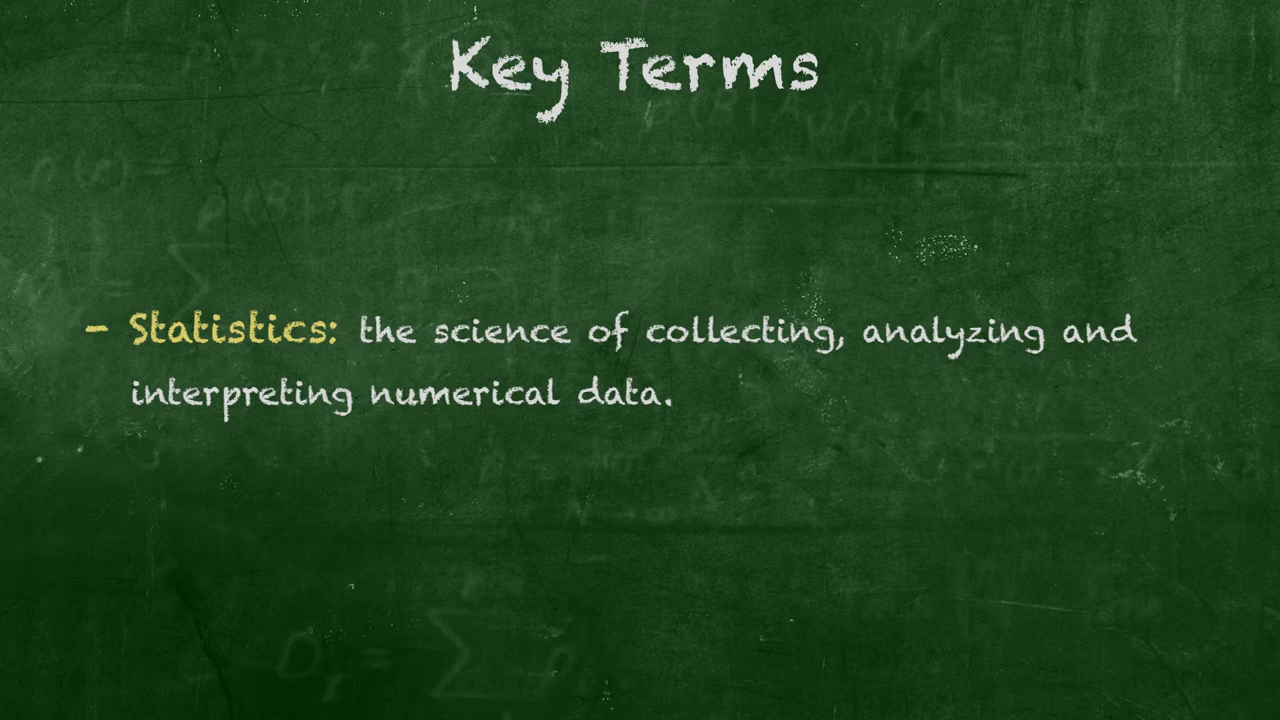 Key Terms
- Statistics: the science of collecting, analyzing and
interpreting numerical data.